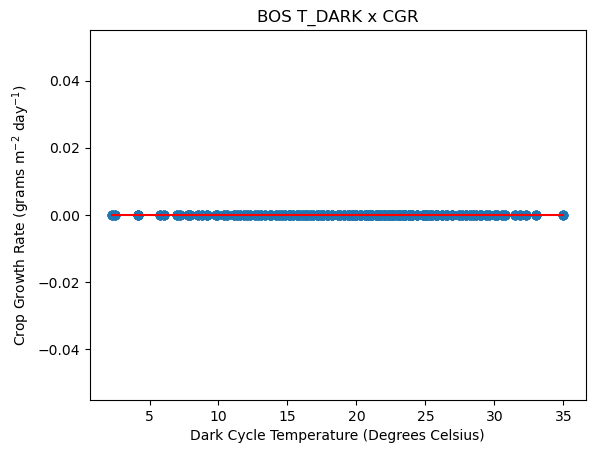 BOS T_DARK x CGR
Crop Growth Rate (grams m⁻² day⁻¹)
0.04
0.02
0.00
−0.02
−0.04
5 10 15 20 25 30 35
Dark Cycle Temperature (Degrees Celsius)